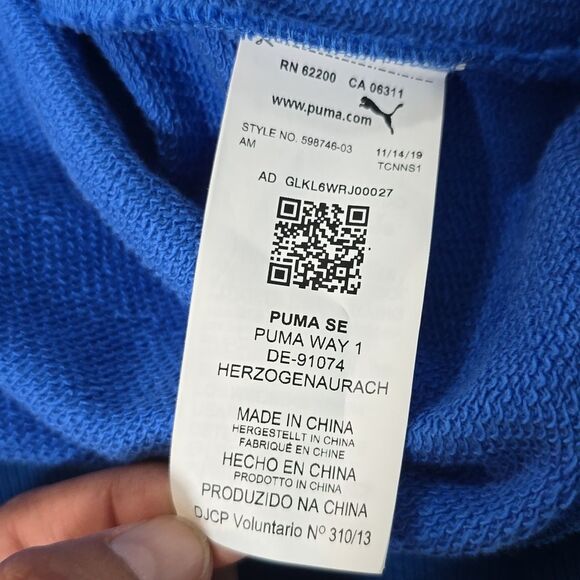 RN 62200 CA 06311
www.puma.com
STYLE NO. 598746-03 11/14/19
AM TCNNS1
AD GLKL6WRJ00027
PUMA SE
PUMA WAY 1
DE-91074
HERZOGENAURACH
MADE IN CHINA
HERGESTELLT IN CHINA
FABRIQUÉ EN CHINE
HECHO EN CHINA
PRODOTTO IN CHINA
PRODUZIDO NA CHINA
DJCP Voluntario Nº 310/13